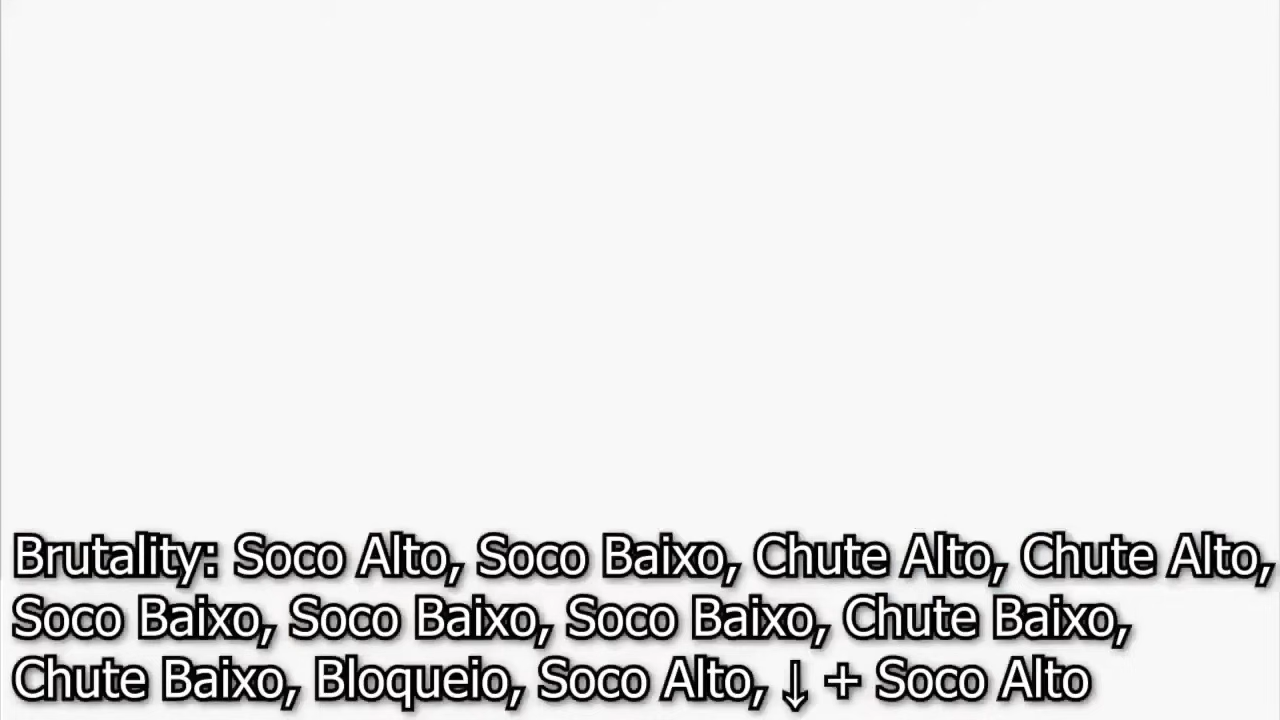 Brutality: Soco Alto, Soco Baixo, Chute Alto, Chute Alto,
Soco Baixo, Soco Baixo, Soco Baixo, Chute Baixo,
Chute Baixo, Bloqueio, Soco Alto, ↓ + Soco Alto